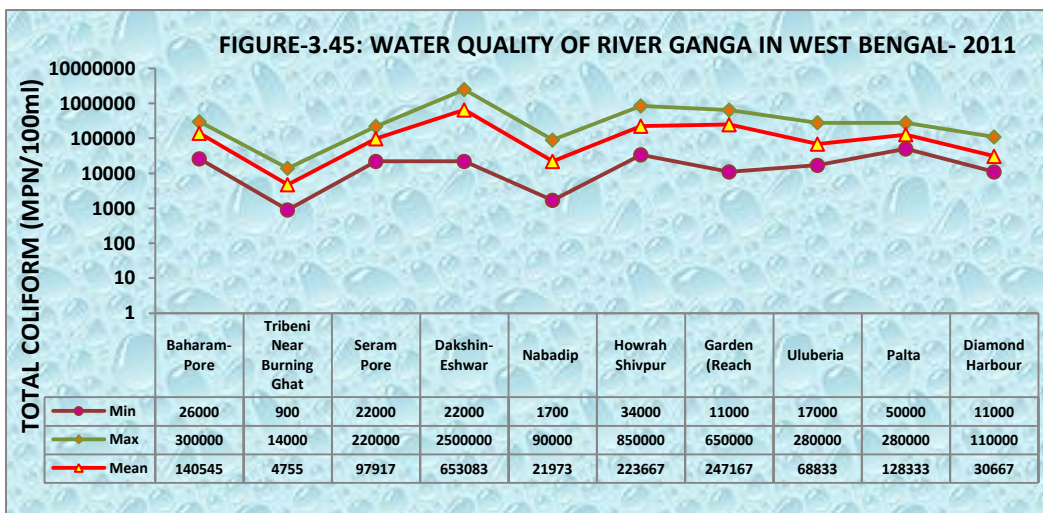 FIGURE-3.45: WATER QUALITY OF RIVER GANGA IN WEST BENGAL- 2011
TOTAL COLIFORM (MPN/100ml)
10000000
1000000
100000
10000
1000
100
10
1
Baharam-
Pore
Tribeni
Near
Burning
Ghat
Seram
Pore
Dakshin-
Eshwar
Nabadip
Howrah
Shivpur
Garden
(Reach
Uluberia
Palta
Diamond
Harbour
Min 26000 900 22000 22000 1700 34000 11000 17000 50000 11000
Max 300000 14000 220000 2500000 90000 850000 650000 280000 280000 110000
Mean 140545 4755 97917 653083 21973 223667 247167 68833 128333 30667